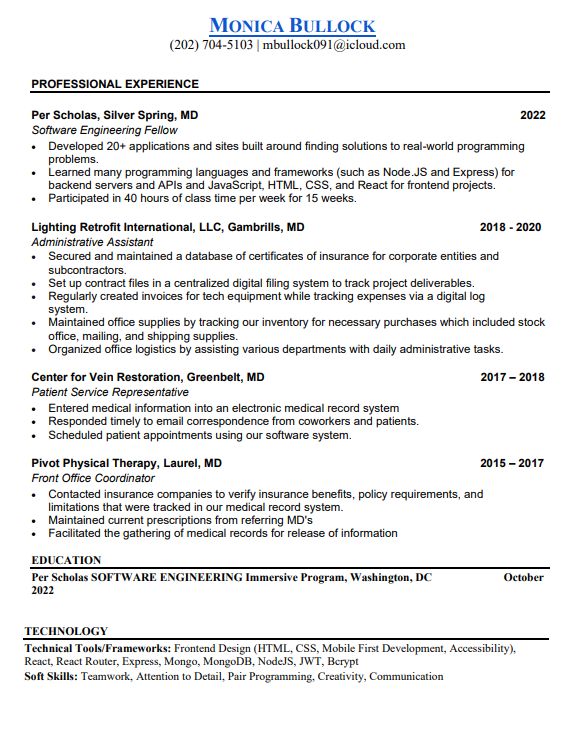 MONICA BULLOCK
(202) 704-5103 | mbullock091@icloud.com
PROFESSIONAL EXPERIENCE
Per Scholas, Silver Spring, MD 2022
Software Engineering Fellow
• Developed 20+ applications and sites built around finding solutions to real-world programming
problems.
• Learned many programming languages and frameworks (such as Node.JS and Express) for
backend servers and APIs and JavaScript, HTML, CSS, and React for frontend projects.
• Participated in 40 hours of class time per week for 15 weeks.
Lighting Retrofit International, LLC, Gambrills, MD 2018 - 2020
Administrative Assistant
• Secured and maintained a database of certificates of insurance for corporate entities and
subcontractors.
• Set up contract files in a centralized digital filing system to track project deliverables.
• Regularly created invoices for tech equipment while tracking expenses via a digital log
system.
• Maintained office supplies by tracking our inventory for necessary purchases which included stock
office, mailing, and shipping supplies.
• Organized office logistics by assisting various departments with daily administrative tasks.
Center for Vein Restoration, Greenbelt, MD 2017 – 2018
Patient Service Representative
• Entered medical information into an electronic medical record system
• Responded timely to email correspondence from coworkers and patients.
• Scheduled patient appointments using our software system.
Pivot Physical Therapy, Laurel, MD 2015 – 2017
Front Office Coordinator
• Contacted insurance companies to verify insurance benefits, policy requirements, and
limitations that were tracked in our medical record system.
• Maintained current prescriptions from referring MD's
• Facilitated the gathering of medical records for release of information
EDUCATION
Per Scholas SOFTWARE ENGINEERING Immersive Program, Washington, DC October
2022
TECHNOLOGY
Technical Tools/Frameworks: Frontend Design (HTML, CSS, Mobile First Development, Accessibility),
React, React Router, Express, Mongo, MongoDB, NodeJS, JWT, Bcrypt
Soft Skills: Teamwork, Attention to Detail, Pair Programming, Creativity, Communication